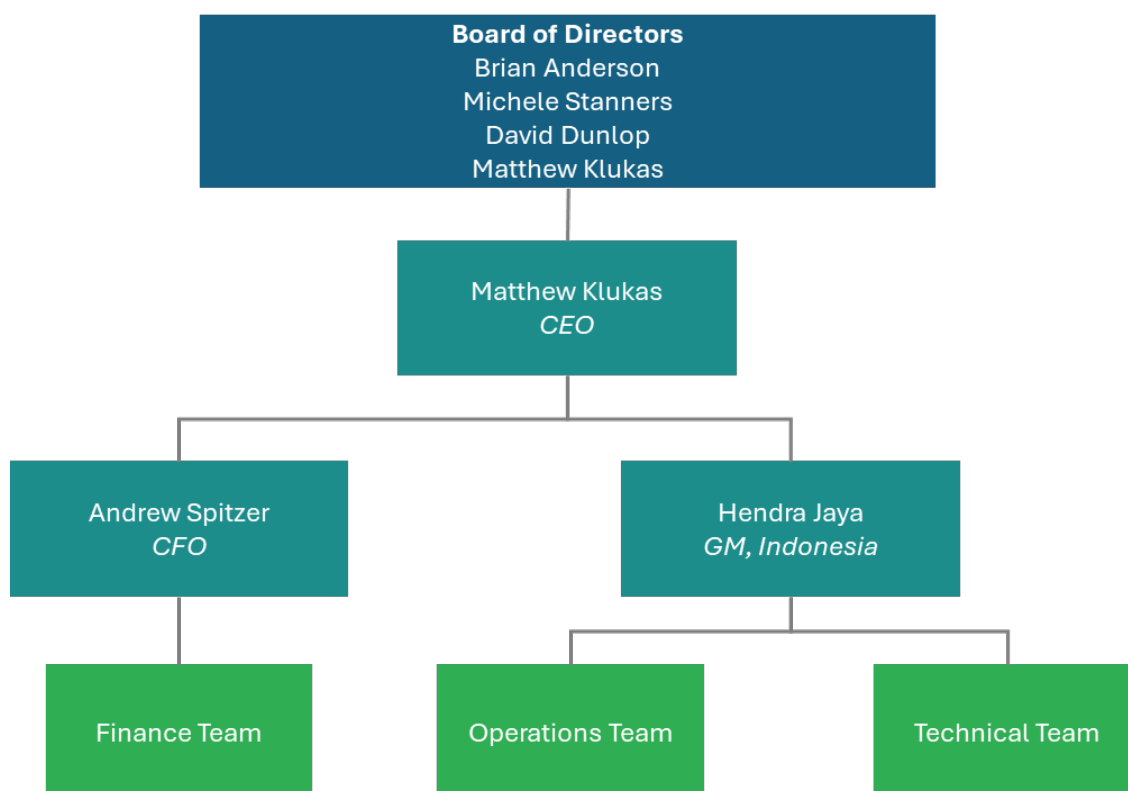 Board of Directors
Brian Anderson
Michele Stanners
David Dunlop
Matthew Klukas
Matthew Klukas
CEO
Andrew Spitzer
CFO
Hendra Jaya
GM, Indonesia
Finance Team
Operations Team
Technical Team